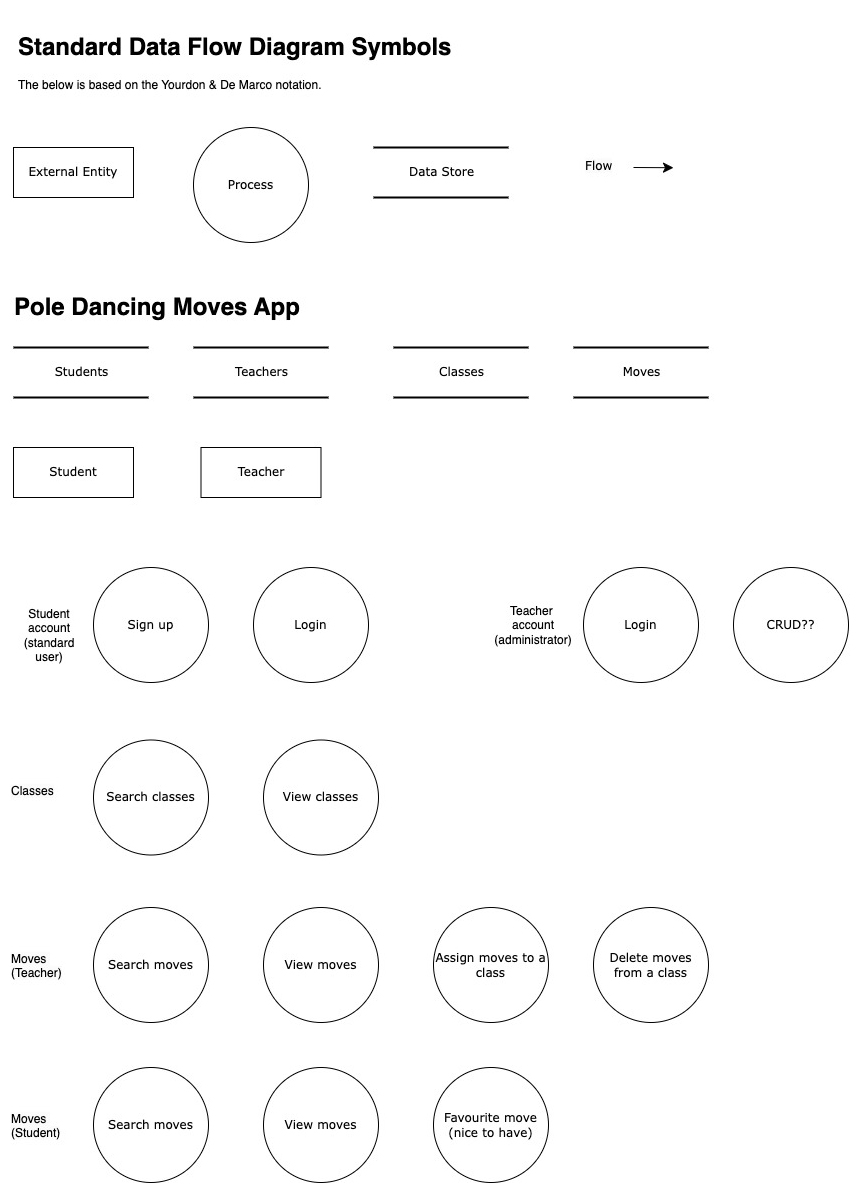 Standard Data Flow Diagram Symbols
The below is based on the Yourdon & De Marco notation.
External Entity
Process
Data Store
Flow
Pole Dancing Moves App
Students
Teachers
Classes
Moves
Student
Teacher
Student
account
(standard
user)
Sign up
Login
Teacher
account
(administrator)
Login
CRUD??
Classes
Search classes
View classes
Moves
(Teacher)
Search moves
View moves
Assign moves to a
class
Delete moves
from a class
Moves
(Student)
Search moves
View moves
Favourite move
(nice to have)